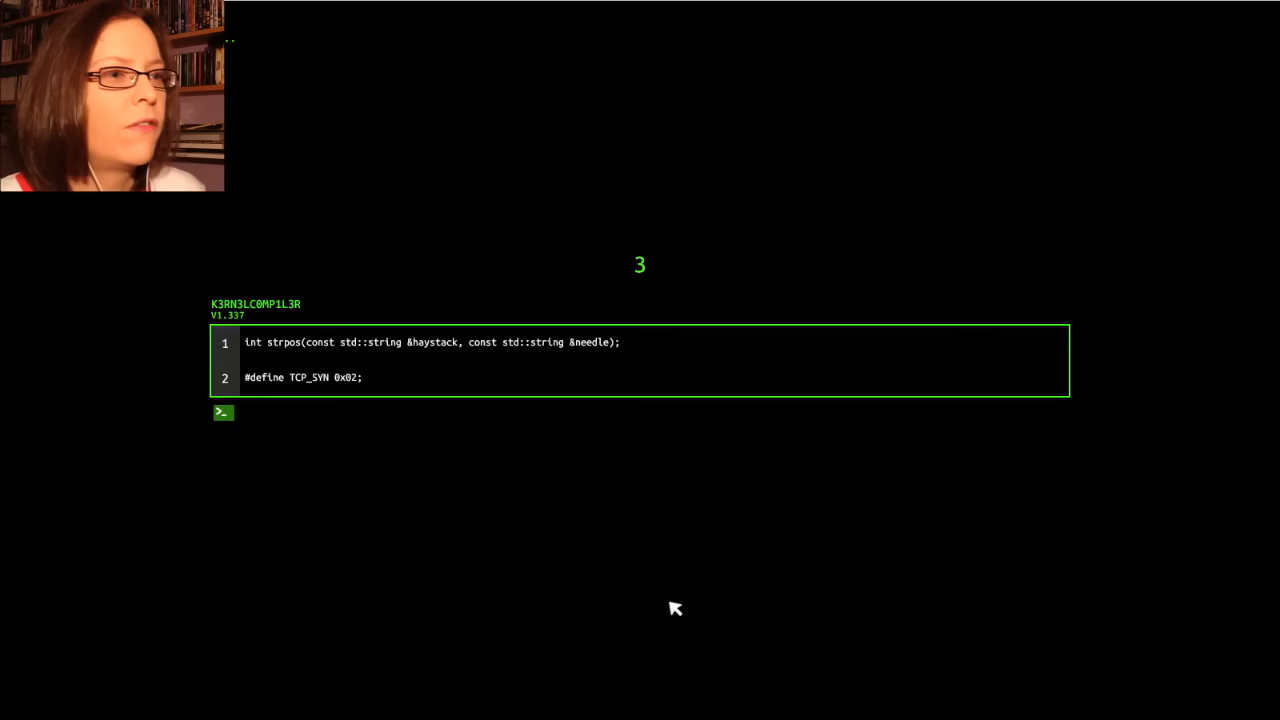 ..
3
K3RN3LC0MP1L3R
V1.337
1 int strpos(const std::string &haystack, const std::string &needle);
2 #define TCP_SYN 0x02;
>_